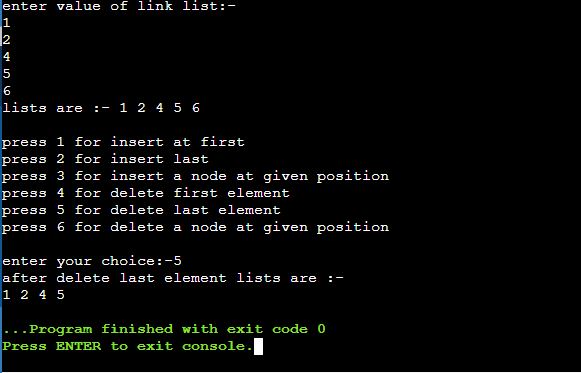 enter value of link list:-
1
2
4
5
6
lists are :- 1 2 4 5 6
press 1 for insert at first
press 2 for insert last
press 3 for insert a node at given position
press 4 for delete first element
press 5 for delete last element
press 6 for delete a node at given position
enter your choice:-5
after delete last element lists are :-
1 2 4 5
...Program finished with exit code 0
Press ENTER to exit console.